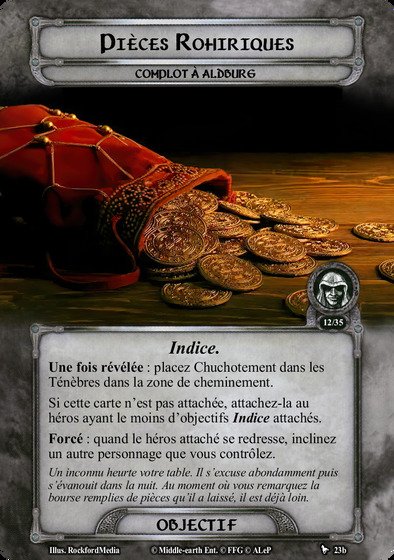 Pièces Rohiriques
Complot à Aldburg
12/35
Indice.
Une fois révélée : placez Chuchotement dans les
Ténèbres dans la zone de cheminement.
Si cette carte n'est pas attachée, attachez-la au
héros ayant le moins d'objectifs Indice attachés.
Forcé : quand le héros attaché se redresse, inclinez
un autre personnage que vous contrôlez.
Un inconnu heurte votre table. Il s'excuse abondamment puis
s'évanouit dans la nuit. Au moment où vous remarquez la
bourse remplies de pièces qu'il a laissé, il est déjà loin.
Objectif
Illus. RockfordMedia © Middle-earth Ent. © FFG © ALeP 23b